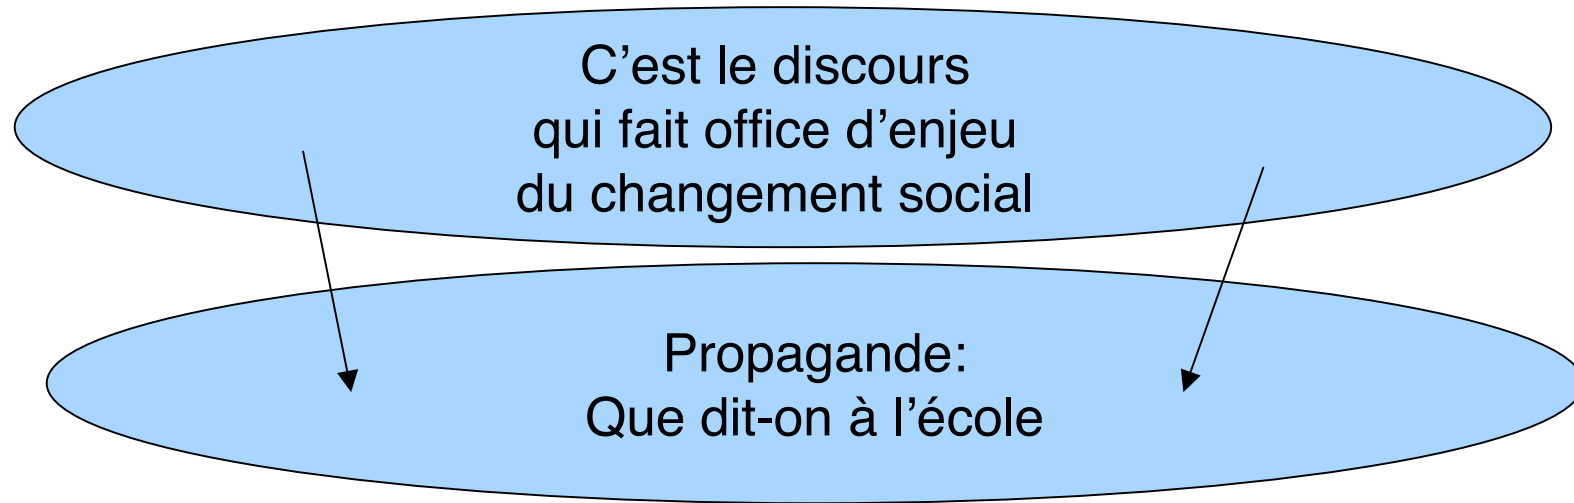 C’est le discours
qui fait office d’enjeu
du changement social
Propagande:
Que dit-on à l’école